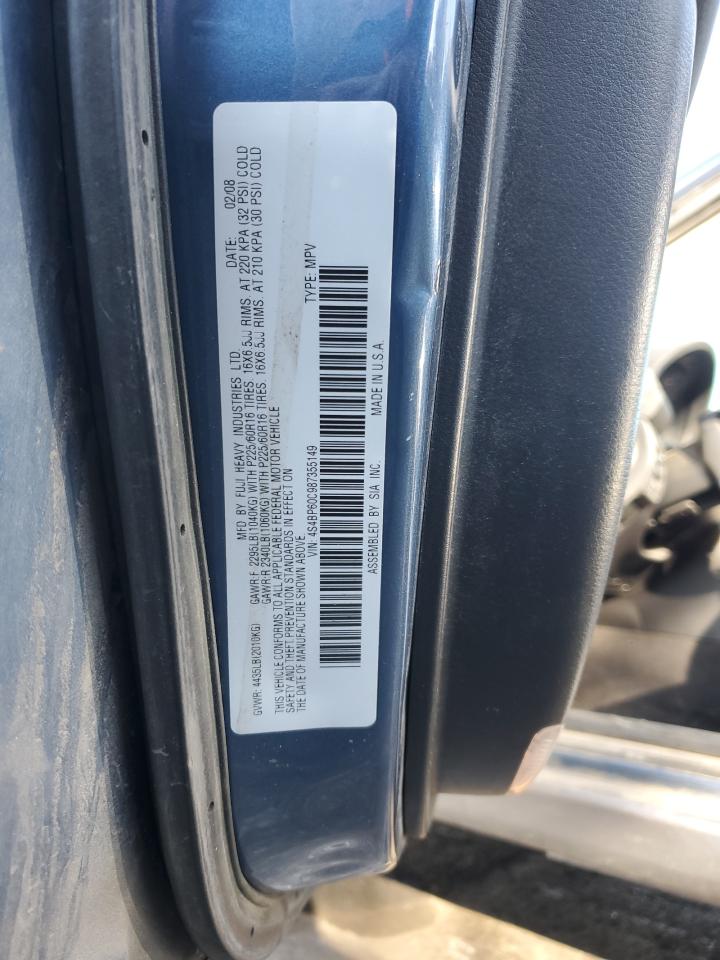 MFD BY FUJI HEAVY INDUSTRIES LTD. DATE: 02/08
GVWR: 4435LB(2010KG) GAWR:F 2295LB(1040KG) WITH P225/60R16 TIRES. 16X6.5JJ RIMS AT 220 KPA (32 PSI) COLD
GAWR:R 2340LB(1060KG) WITH P225/60R16 TIRES. 16X6.5JJ RIMS. AT 210 KPA (30 PSI) COLD
THIS VEHICLE CONFORMS TO ALL APPLICABLE FEDERAL MOTOR VEHICLE
SAFETY AND THEFT PREVENTION STANDARDS IN EFFECT ON
THE DATE OF MANUFACTURE SHOWN ABOVE.
VIN: 4S4BP60C987355149 TYPE: MPV
ASSEMBLED BY SIA INC. MADE IN U.S.A.